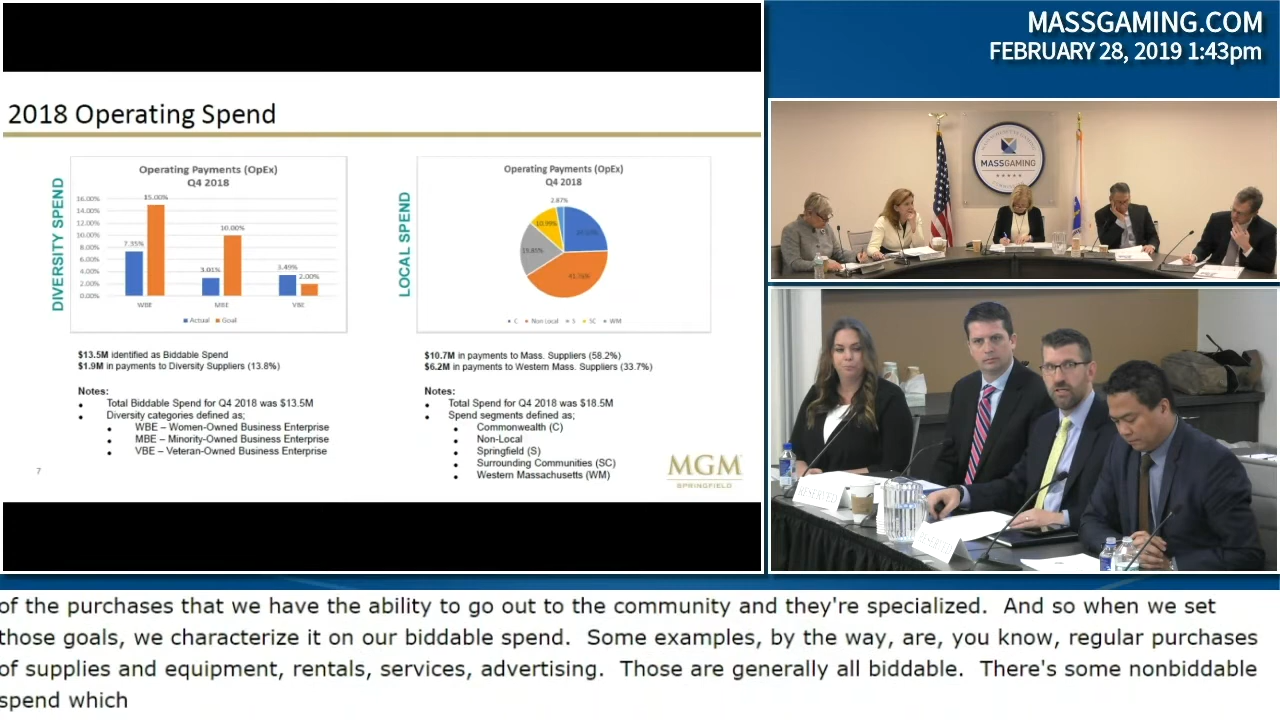 MASSGAMING.COM
FEBRUARY 28, 2019 1:43pm
2018 Operating Spend
DIVERSITY SPEND
Operating Payments (OpEx)
Q4 2018
16.00%
14.00%
12.00%
10.00%
8.00%
6.00%
4.00%
2.00%
0.00%
7.35%
15.00%
3.01%
10.00%
3.49%
2.00%
WBE
MBE
Actual
Goal
LOCAL SPEND
Operating Payments (OpEx)
Q4 2018
2.87%
10.39%
41.76%
C
Non Local
S
SC
WM
$13.5M identified as Biddable Spend
$1.9M in payments to Diversity Suppliers (13.8%)
Notes:
• Total Biddable Spend for Q4 2018 was $13.5M
• Diversity categories defined as;
• WBE – Women-Owned Business Enterprise
• MBE – Minority-Owned Business Enterprise
• VBE – Veteran-Owned Business Enterprise
$10.7M in payments to Mass. Suppliers (58.2%)
$6.2M in payments to Western Mass. Suppliers (33.7%)
Notes:
• Total Spend for Q4 2018 was $18.5M
• Spend segments defined as;
• Commonwealth (C)
• Non-Local
• Springfield (S)
• Surrounding Communities (SC)
• Western Massachusetts (WM)
7
MGM
SPRINGFIELD
MASSGAMING
RESERVED
RESERVED
of the purchases that we have the ability to go out to the community and they're specialized. And so when we set
those goals, we characterize it on our biddable spend. Some examples, by the way, are, you know, regular purchases
of supplies and equipment, rentals, services, advertising. Those are generally all biddable. There's some nonbiddable
spend which